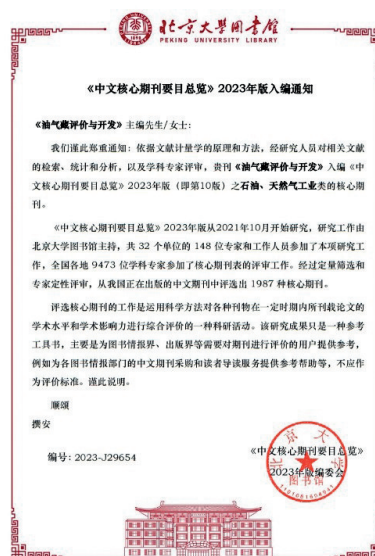 北京大学图书馆
PEKING UNIVERSITY LIBRARY
《中文核心期刊要目总览》2023年版入编通知
《油气藏评价与开发》主编先生/女士:
我们谨此郑重通知:依据文献计量学的原理和方法,经研究人员对相关文献
的检索、统计和分析,以及学科专家评审,贵刊《油气藏评价与开发》入编《中
文核心期刊要目总览》2023年版(即第10版)之石油、天然气工业类的核心期
刊。
《中文核心期刊要目总览》2023年版从2021年10月开始研究,研究工作由
北京大学图书馆主持,共 32 个单位的 148 位专家和工作人员参加了本项研究工
作,全国各地 9473 位学科专家参加了核心期刊表的评审工作。经过定量筛选和
专家定性评审,从我国正在出版的中文期刊中评选出 1987 种核心期刊。
评选核心期刊的工作是运用科学方法对各种刊物在一定时期内所刊载论文的
学术水平和学术影响力进行综合评价的一种科研活动。该研究成果只是一种参考
工具书,主要是为图书情报界、出版界等需要对期刊进行评价的用户提供参考,
例如为各图书情报部门的中文期刊采购和读者导读服务提供参考帮助等,不应作
为评价标准。谨此说明。
顺颂
撰安
《中文核心期刊要目总览》
编号:2023-J29654
2023年版编委会
北京大学
图书馆